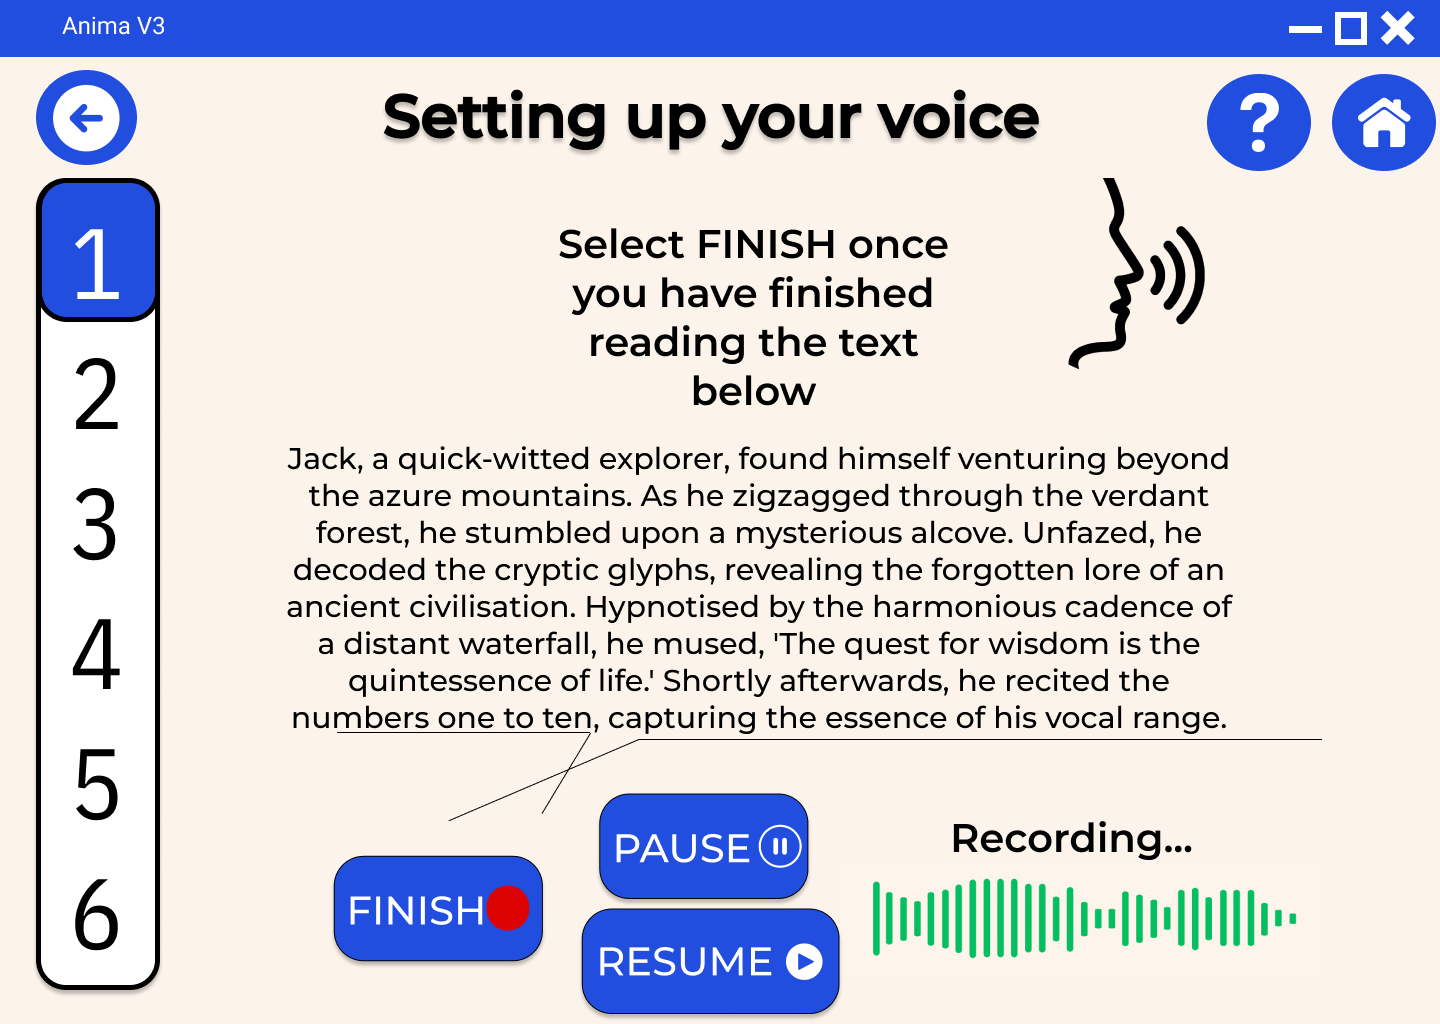 Anima V3
Setting up your voice
1
2
3
4
5
6
Select FINISH once
you have finished
reading the text
below
Jack, a quick-witted explorer, found himself venturing beyond
the azure mountains. As he zigzagged through the verdant
forest, he stumbled upon a mysterious alcove. Unfazed, he
decoded the cryptic glyphs, revealing the forgotten lore of an
ancient civilisation. Hypnotised by the harmonious cadence of
a distant waterfall, he mused, 'The quest for wisdom is the
quintessence of life.' Shortly afterwards, he recited the
numbers one to ten, capturing the essence of his vocal range.
FINISH
PAUSE
RESUME
Recording...